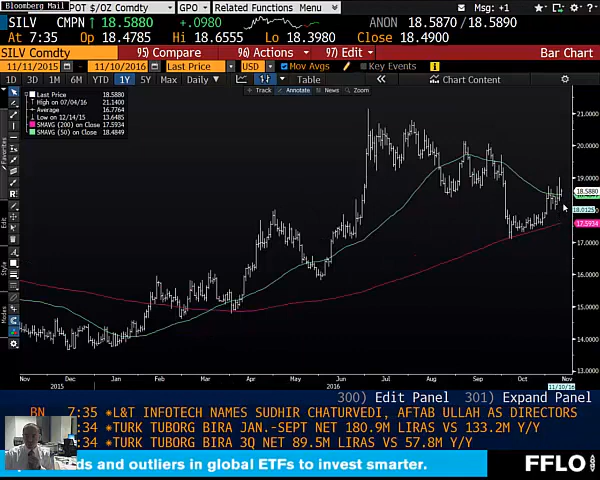 Bloomberg Mail
POT $/oz Cmdty
GPO
Related Functions Menu
Msg: +1
SILV CMPN ↑ 18.5880 +.0980 ANON 18.5870 / 18.5890
At 7:35 Op 18.4785 Hi 18.6555 Lo 18.3980 Close 18.4900
SILV Comdty 95) Compare 96) Actions 97) Edit Bar Chart
11/11/2015 - 11/10/2016 Last Price USD Mov Avgs Key Events
1D 3D 1M 6M YTD 1Y 5Y Max Daily Table Chart Content
Track Annotate News Zoom
Last Price 18.5880
High on 07/04/16 21.1400
Average 16.7764
Low on 12/14/15 13.6485
SMAVG (200) on Close 17.5934
SMAVG (50) on Close 18.4849
21.0000
20.0000
19.0000
18.5880
18.0125
17.5934
17.0000
16.0000
15.0000
14.0000
13.0000
Nov Dec Jan Feb Mar Apr May Jun Jul Aug Sep Oct Nov
2015 2016 11/10/16
300) Edit Panel 301) Expand Panel
BN 7:35 *L&T INFOTECH NAMES SUDHIR CHATURVEDI, AFTAB ULLAH AS DIRECTORS
:34 *TURK TUBORG BIRA JAN.-SEPT NET 180.9M LIRAS VS 133.2M Y/Y
:34 *TURK TUBORG BIRA 3Q NET 89.5M LIRAS VS 57.8M Y/Y
and outliers in global ETFs to invest smarter.
FFLO